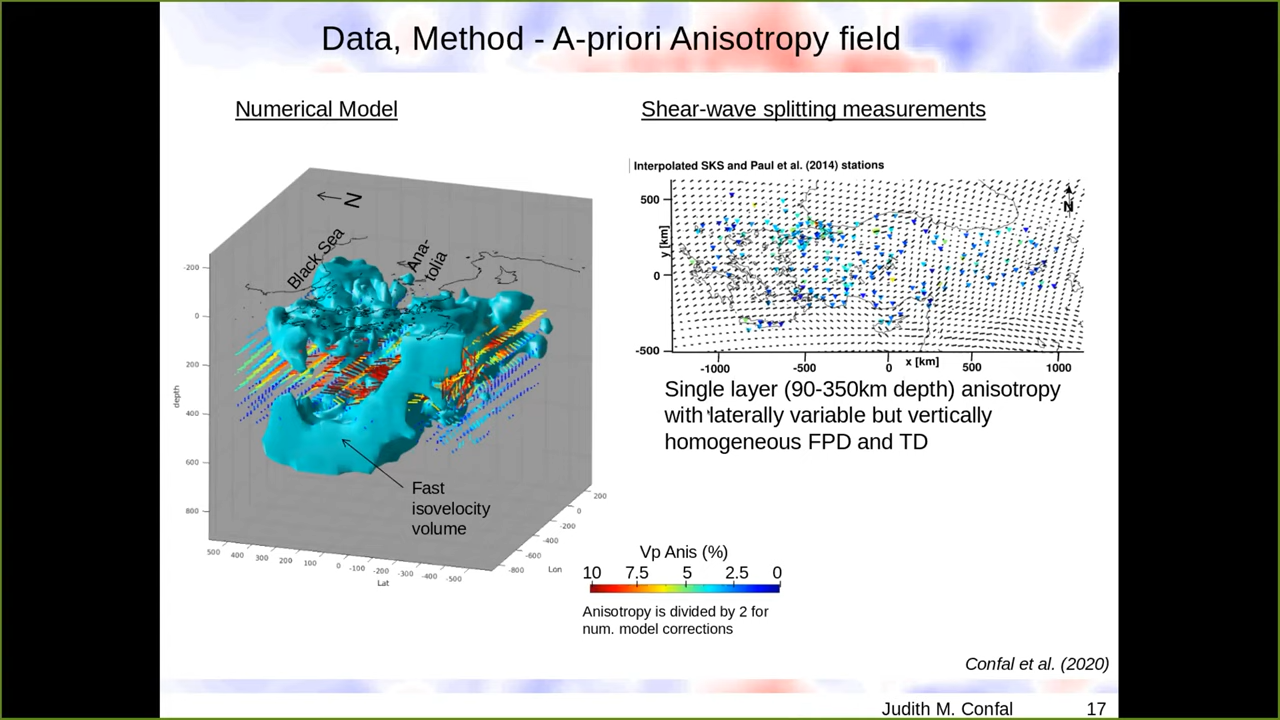 Data, Method - A-priori Anisotropy field
Numerical Model
Shear-wave splitting measurements
N
Black Sea
Ana-
tolia
-200
0
200
400
600
800
depth
500
400
300
200
100
0
-100
-200
-300
-400
-500
Lat
-800
-600
-400
-200
0
200
Lon
Fast
isovelocity
volume
Interpolated SKS and Paul et al. (2014) stations
N
500
0
-500
y [km]
-1000
-500
0
500
1000
x [km]
Single layer (90-350km depth) anisotropy
with laterally variable but vertically
homogeneous FPD and TD
Vp Anis (%)
10 7.5 5 2.5 0
Anisotropy is divided by 2 for
num. model corrections
Confal et al. (2020)
Judith M. Confal
17